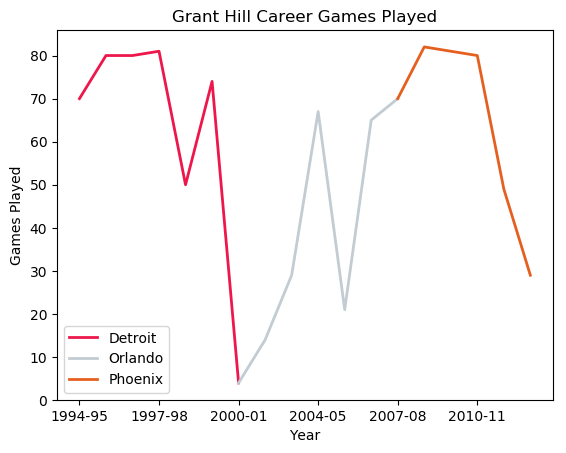 Grant Hill Career Games Played
Games Played
80
70
60
50
40
30
20
10
0
Detroit
Orlando
Phoenix
1994-95 1997-98 2000-01 2004-05 2007-08 2010-11
Year